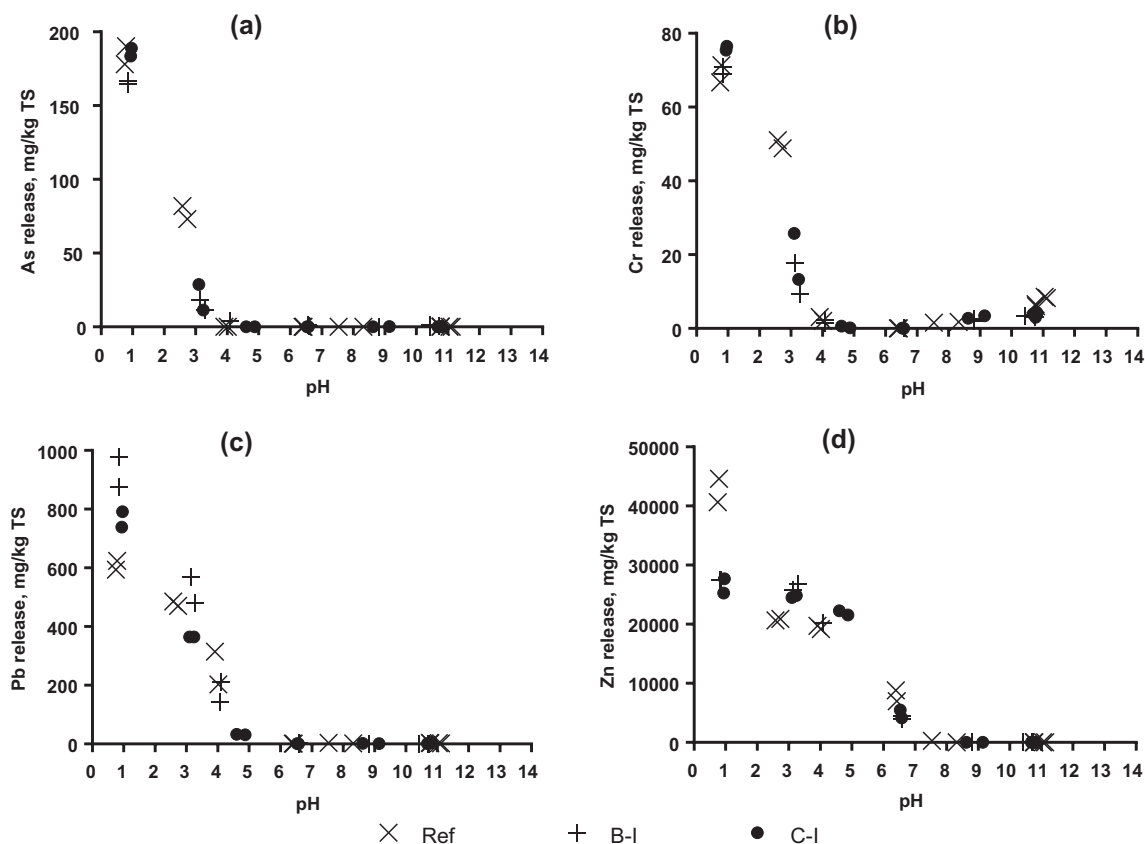 (a)
As release, mg/kg TS
200
150
100
50
0
0 1 2 3 4 5 6 7 8 9 10 11 12 13 14
pH
(b)
Cr release, mg/kg TS
80
60
40
20
0
0 1 2 3 4 5 6 7 8 9 10 11 12 13 14
pH
(c)
Pb release, mg/kg TS
1000
800
600
400
200
0
0 1 2 3 4 5 6 7 8 9 10 11 12 13 14
pH
(d)
Zn release, mg/kg TS
50000
40000
30000
20000
10000
0
0 1 2 3 4 5 6 7 8 9 10 11 12 13 14
pH
Ref B-I C-I